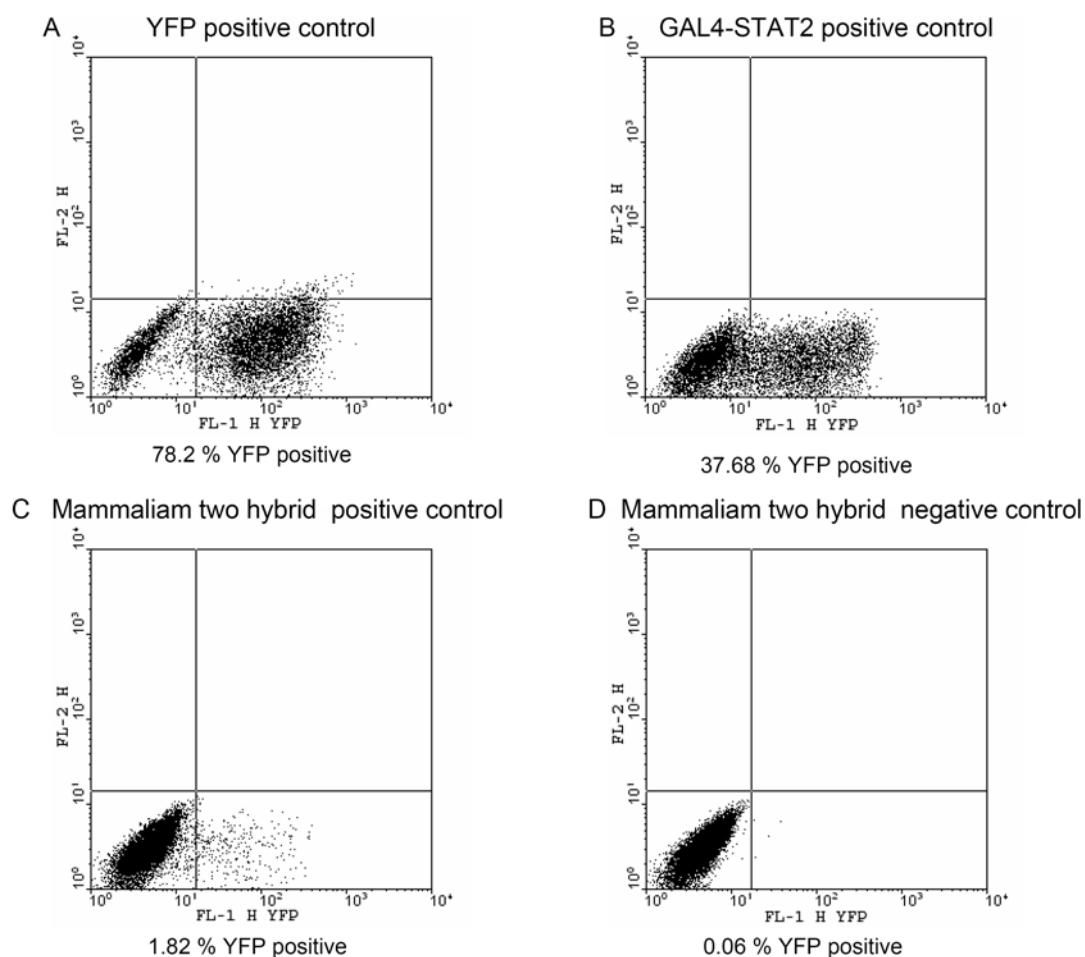 A YFP positive control
10⁴
10³
10²
10¹
10⁰
FL-2 H
10⁰ 10¹ 10² 10³ 10⁴
FL-1 H YFP
78.2 % YFP positive
B GAL4-STAT2 positive control
10⁴
10³
10²
10¹
10⁰
FL-2 H
10⁰ 10¹ 10² 10³ 10⁴
FL-1 H YFP
37.68 % YFP positive
C Mammaliam two hybrid positive control
10⁴
10³
10²
10¹
10⁰
FL-2 H
10⁰ 10¹ 10² 10³ 10⁴
FL-1 H YFP
1.82 % YFP positive
D Mammaliam two hybrid negative control
10⁴
10³
10²
10¹
10⁰
FL-2 H
10⁰ 10¹ 10² 10³ 10⁴
FL-1 H YFP
0.06 % YFP positive